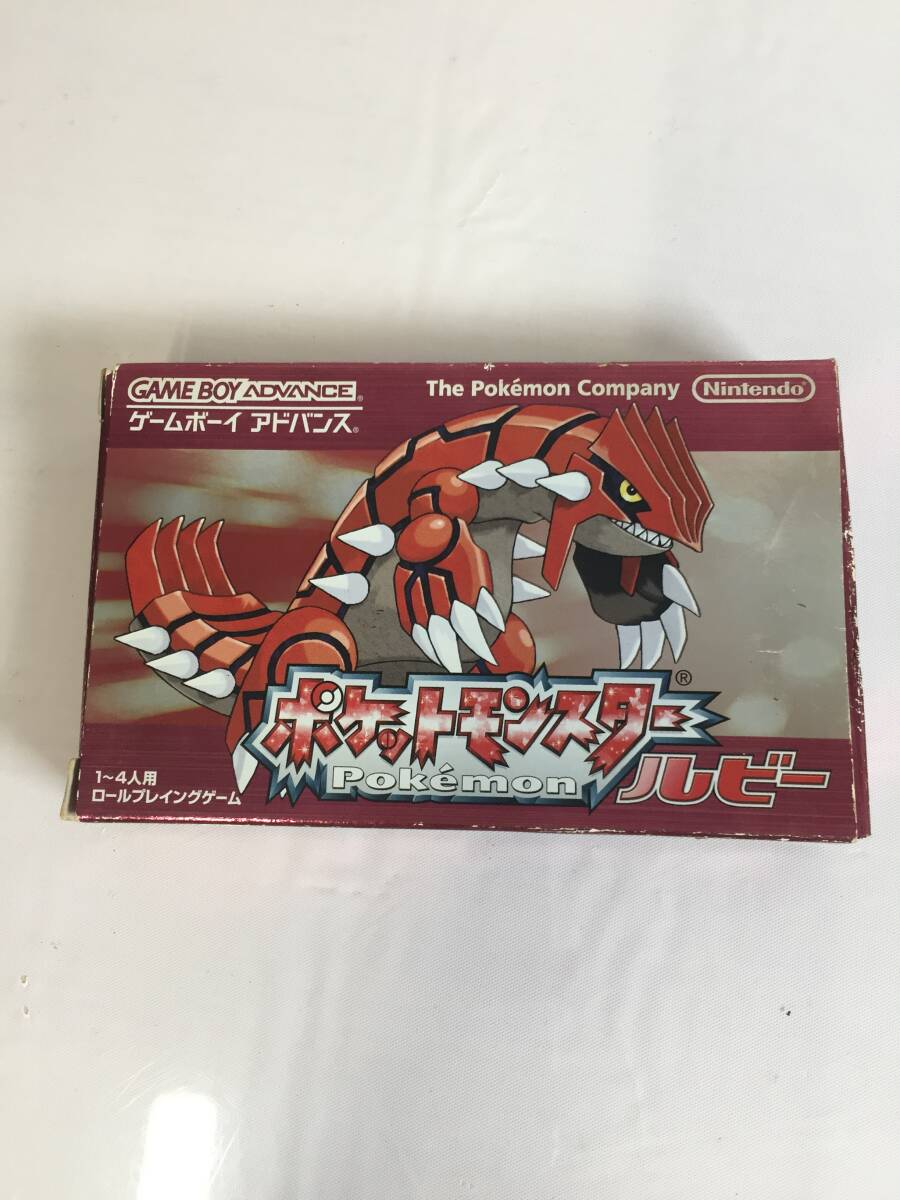 GAME BOY ADVANCE®
ゲームボーイ アドバンス®
The Pokémon Company
Nintendo®
ポケットモンスター®
Pokémon
ルビー
1~4人用
ロールプレイングゲーム